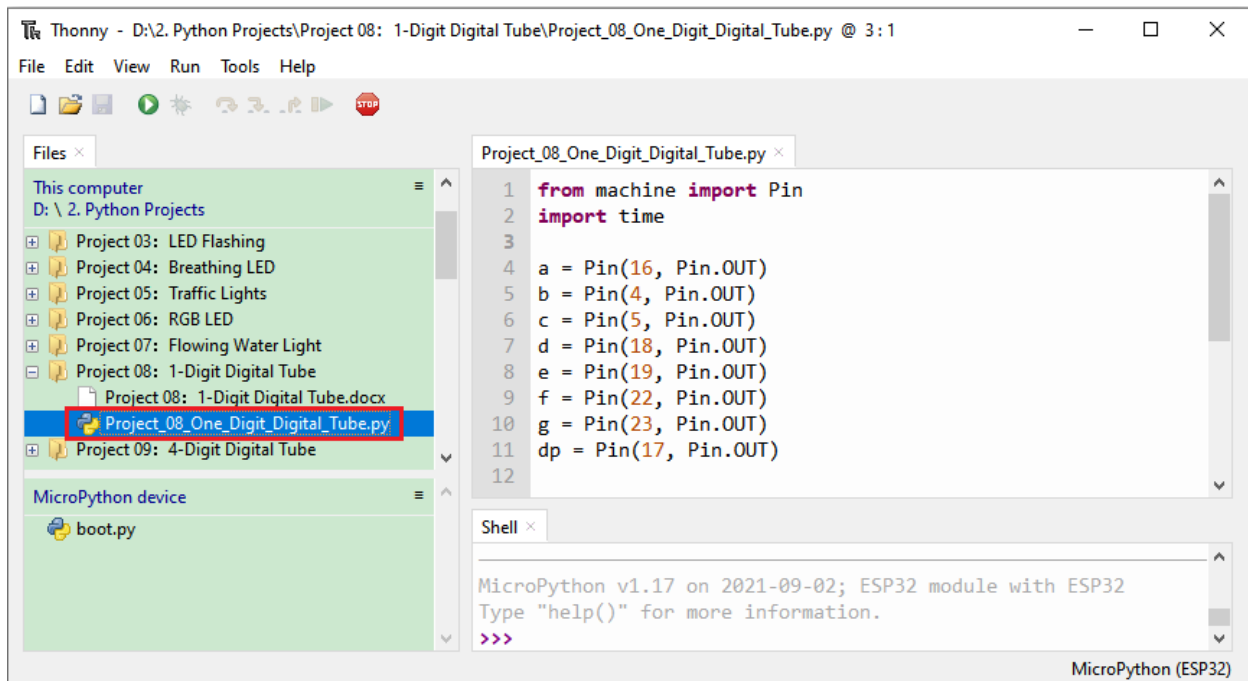 Thonny - D:\2. Python Projects\Project 08: 1-Digit Digital Tube\Project_08_One_Digit_Digital_Tube.py @ 3 : 1
File Edit View Run Tools Help
STOP
Files ×
This computer
D: \ 2. Python Projects
Project 03: LED Flashing
Project 04: Breathing LED
Project 05: Traffic Lights
Project 06: RGB LED
Project 07: Flowing Water Light
Project 08: 1-Digit Digital Tube
Project 08: 1-Digit Digital Tube.docx
Project_08_One_Digit_Digital_Tube.py
Project 09: 4-Digit Digital Tube
MicroPython device
boot.py
Project_08_One_Digit_Digital_Tube.py ×
1 from machine import Pin
2 import time
3
4 a = Pin(16, Pin.OUT)
5 b = Pin(4, Pin.OUT)
6 c = Pin(5, Pin.OUT)
7 d = Pin(18, Pin.OUT)
8 e = Pin(19, Pin.OUT)
9 f = Pin(22, Pin.OUT)
10 g = Pin(23, Pin.OUT)
11 dp = Pin(17, Pin.OUT)
12
Shell ×
MicroPython v1.17 on 2021-09-02; ESP32 module with ESP32
Type "help()" for more information.
>>>
MicroPython (ESP32)